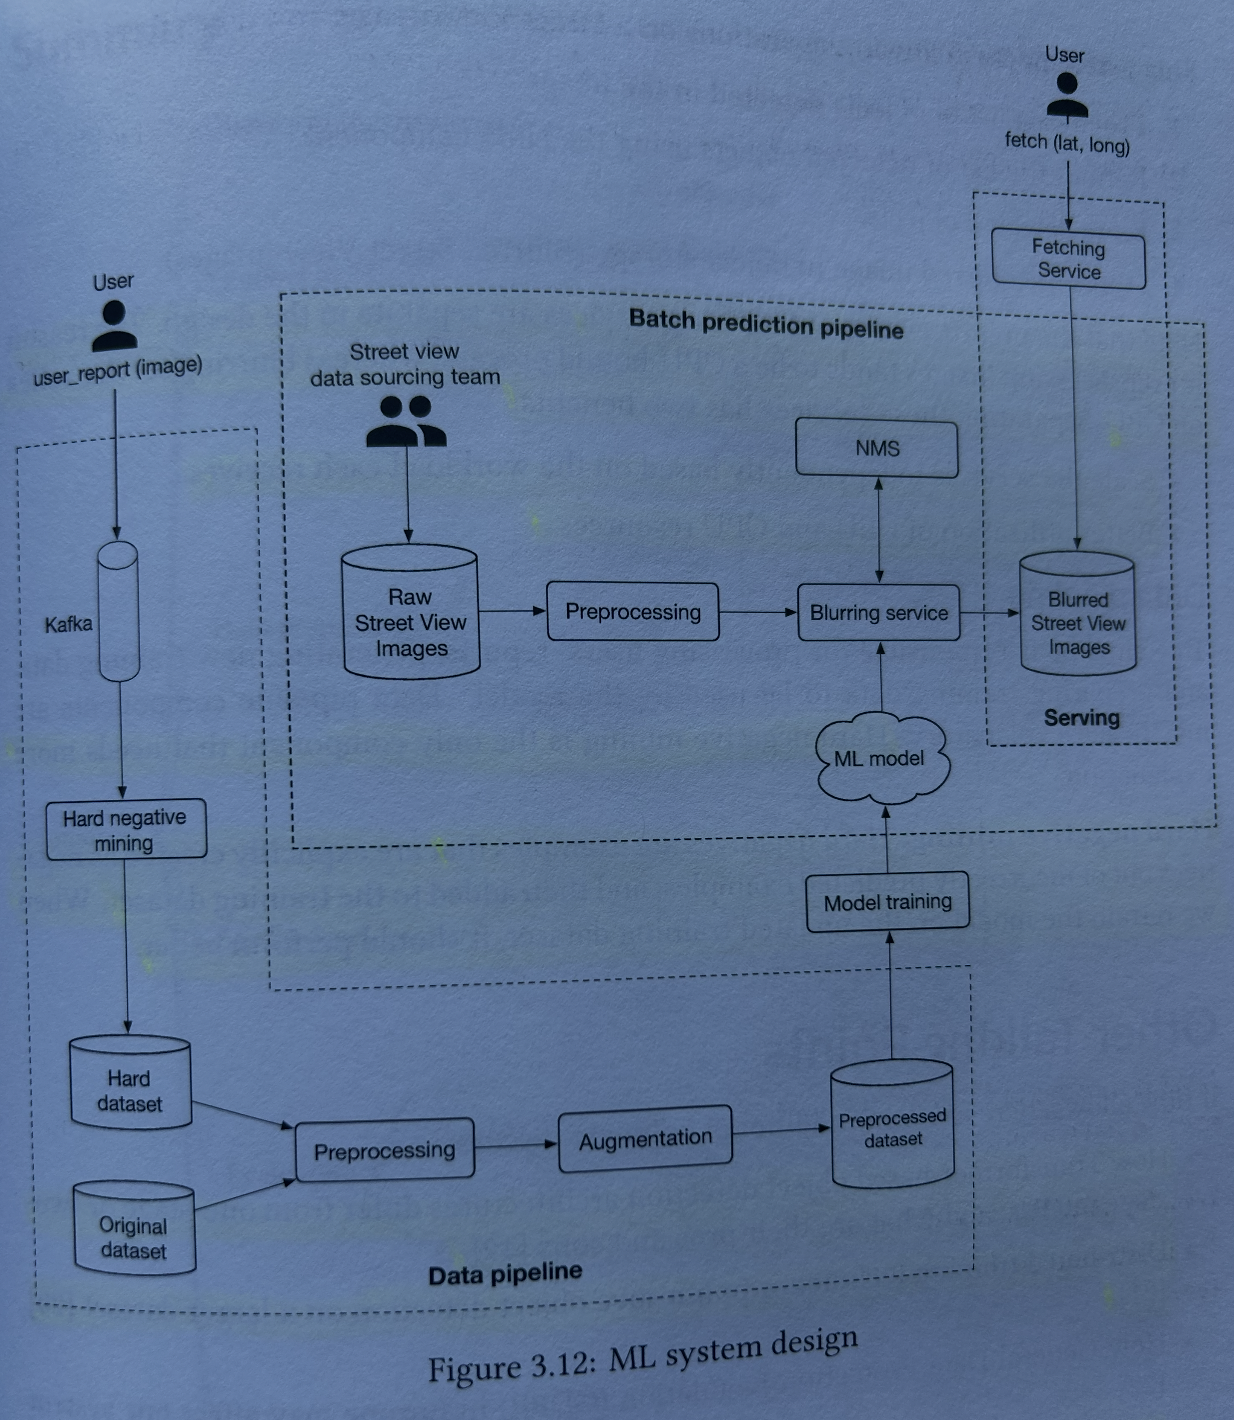 User
fetch (lat, long)
Fetching
Service
User
user_report (image)
Batch prediction pipeline
Street view
data sourcing team
NMS
Kafka
Raw
Street View
Images
Preprocessing
Blurring service
Blurred
Street View
Images
Serving
ML model
Hard negative
mining
Model training
Hard
dataset
Preprocessing
Augmentation
Preprocessed
dataset
Original
dataset
Data pipeline
Figure 3.12: ML system design